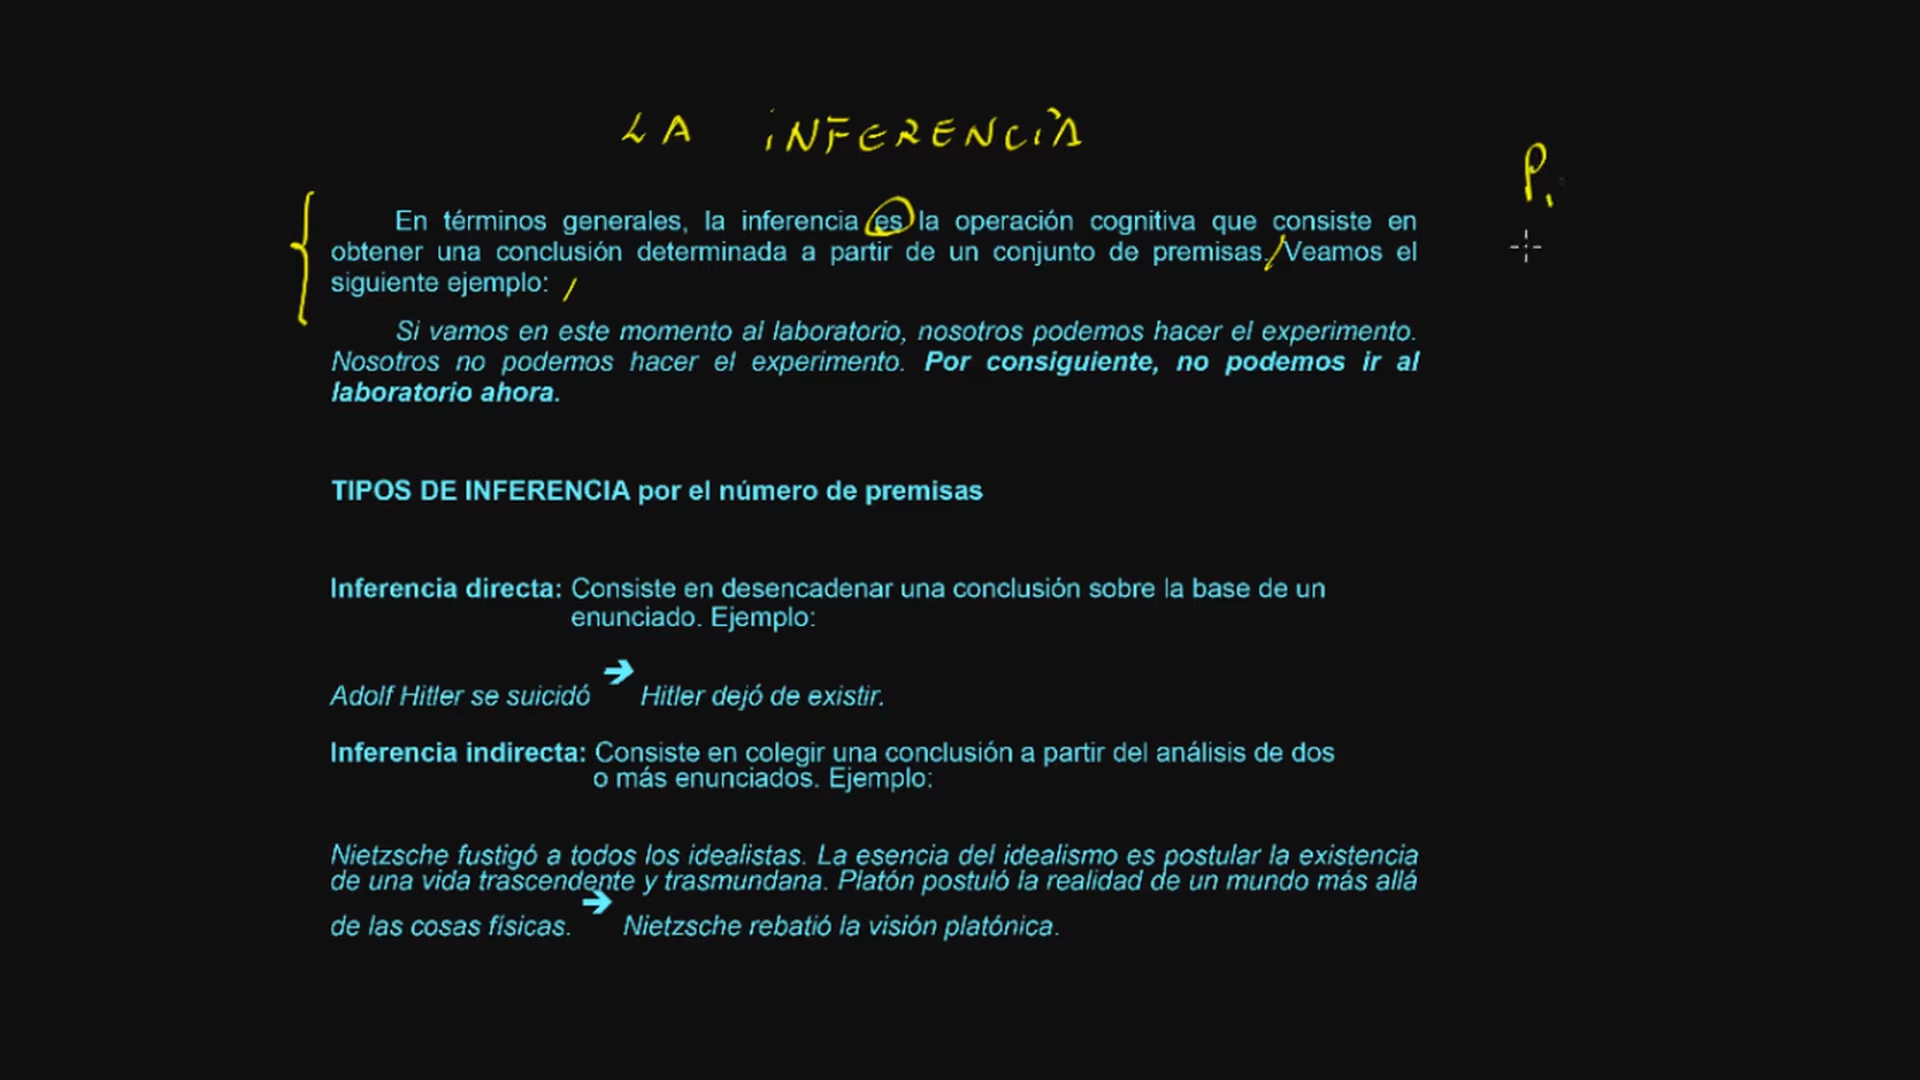 LA INFERENCIA
P.
En términos generales, la inferencia es la operación cognitiva que consiste en
obtener una conclusión determinada a partir de un conjunto de premisas. Veamos el
siguiente ejemplo:
Si vamos en este momento al laboratorio, nosotros podemos hacer el experimento.
Nosotros no podemos hacer el experimento. Por consiguiente, no podemos ir al
laboratorio ahora.
TIPOS DE INFERENCIA por el número de premisas
Inferencia directa: Consiste en desencadenar una conclusión sobre la base de un
enunciado. Ejemplo:
Adolf Hitler se suicidó ➔ Hitler dejó de existir.
Inferencia indirecta: Consiste en colegir una conclusión a partir del análisis de dos
o más enunciados. Ejemplo:
Nietzsche fustigó a todos los idealistas. La esencia del idealismo es postular la existencia
de una vida trascendente y trasmundana. Platón postuló la realidad de un mundo más allá
de las cosas físicas. ➔ Nietzsche rebatió la visión platónica.